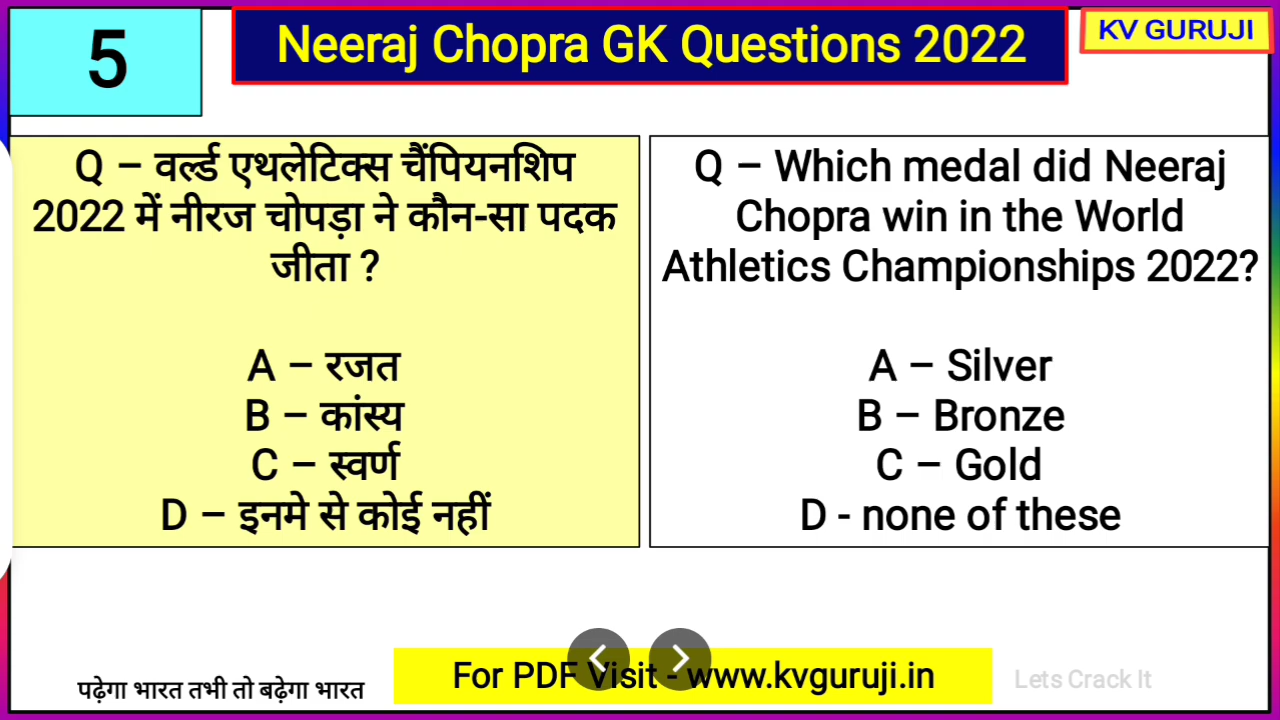 5
Neeraj Chopra GK Questions 2022
KV GURUJI
Q – वर्ल्ड एथलेटिक्स चैंपियनशिप
2022 में नीरज चोपड़ा ने कौन-सा पदक
जीता ?
A – रजत
B – कांस्य
C – स्वर्ण
D – इनमे से कोई नहीं
Q – Which medal did Neeraj
Chopra win in the World
Athletics Championships 2022?
A – Silver
B – Bronze
C – Gold
D - none of these
पढ़ेगा भारत तभी तो बढ़ेगा भारत
For PDF Visit - www.kvguruji.in
Lets Crack It